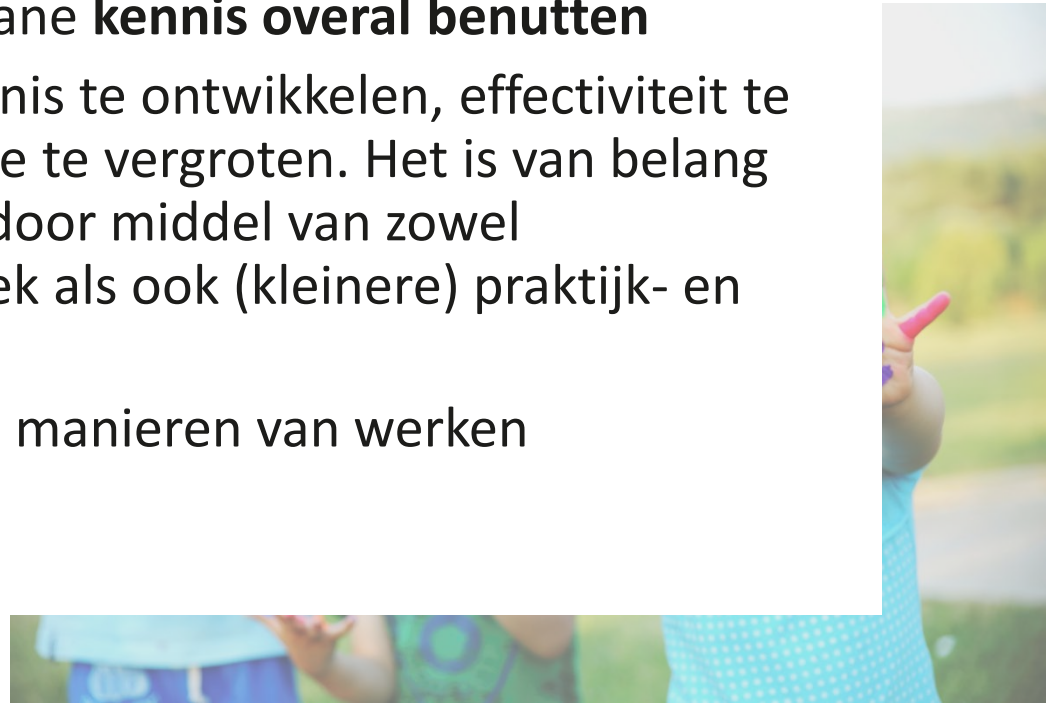 ane kennis overal benutten
nis te ontwikkelen, effectiviteit te
e te vergroten. Het is van belang
door middel van zowel
ek als ook (kleinere) praktijk- en
manieren van werken